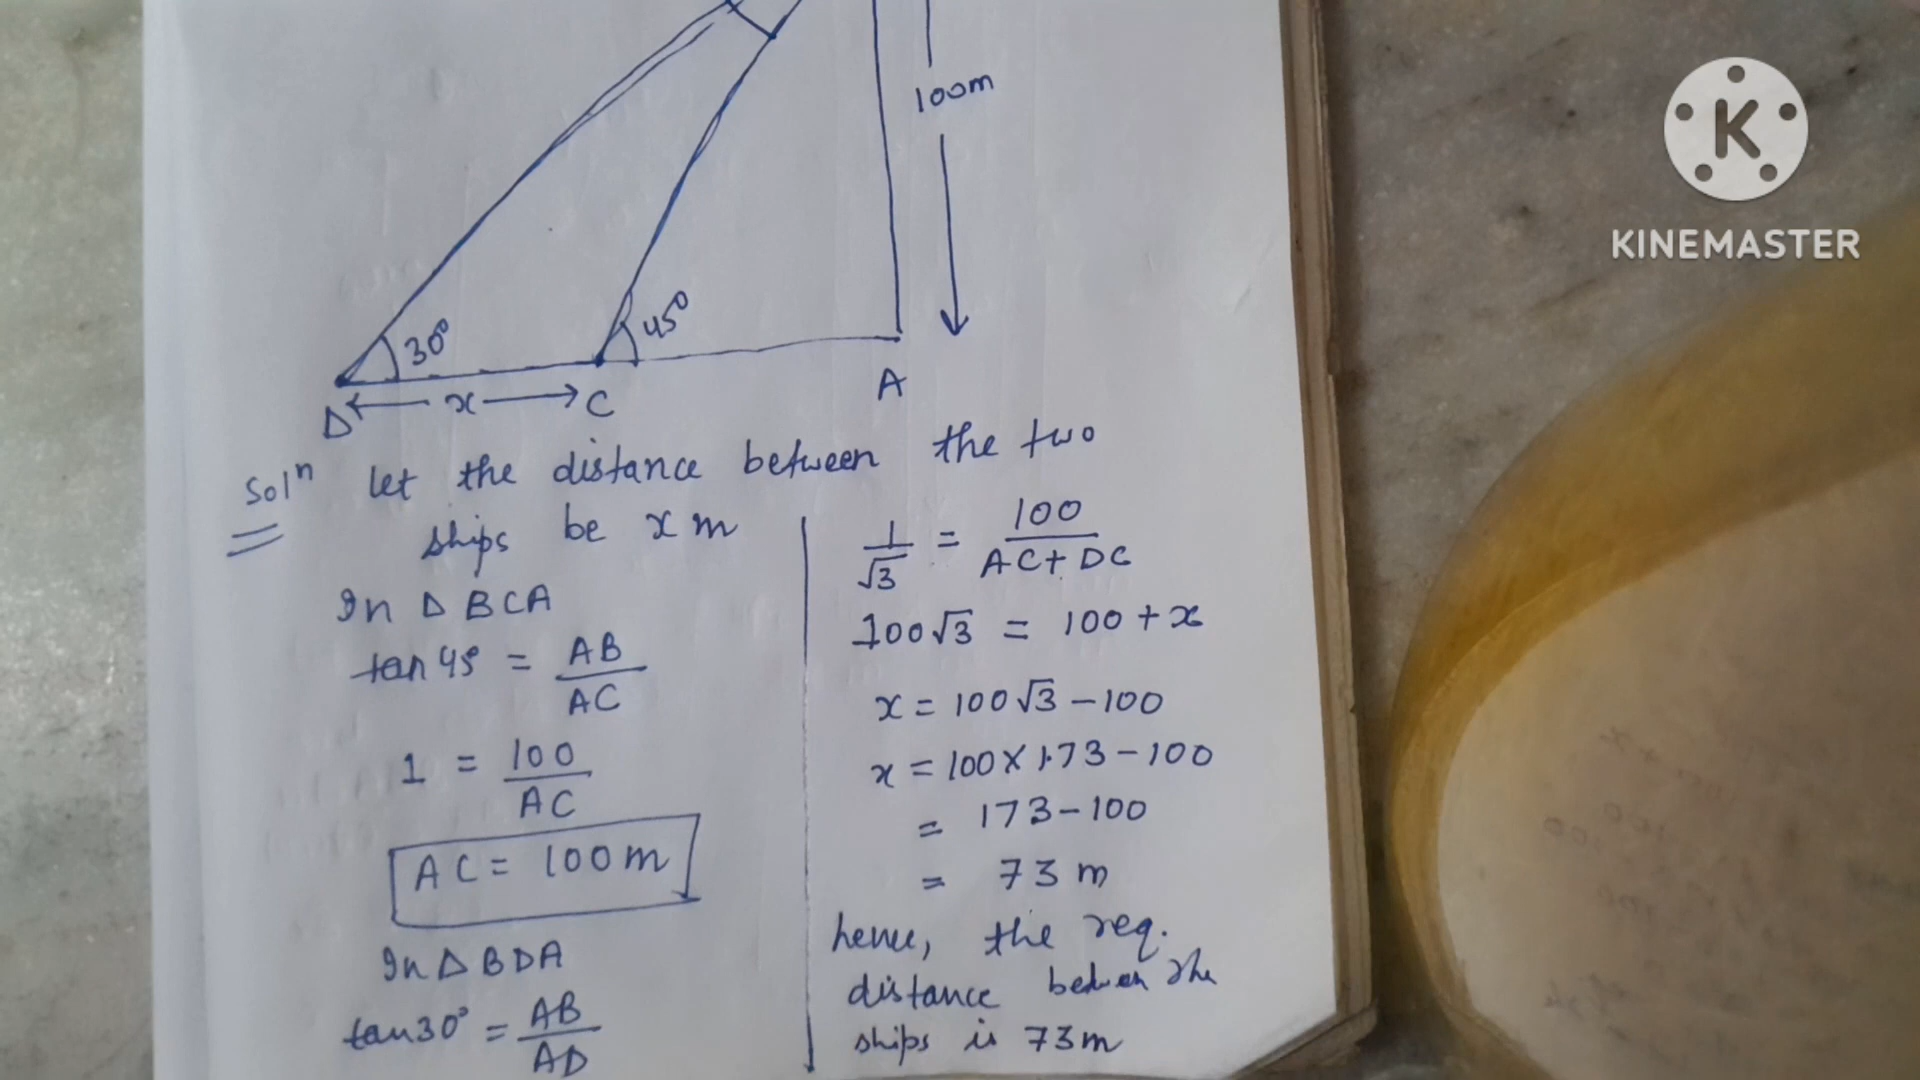 100m
K
KINEMASTER
30°
45°
D x C
A
Solⁿ let the distance between the two
ships be x m
In Δ BCA
tan 45° = AB/AC
1 = 100/AC
AC = 100 m
In Δ BDA
tan 30° = AB/AD
1/√3 = 100/AC + DC
100√3 = 100 + x
x = 100√3 - 100
x = 100 × 1.73 - 100
= 173 - 100
= 73 m
hence, the req.
distance between the
ships is 73m